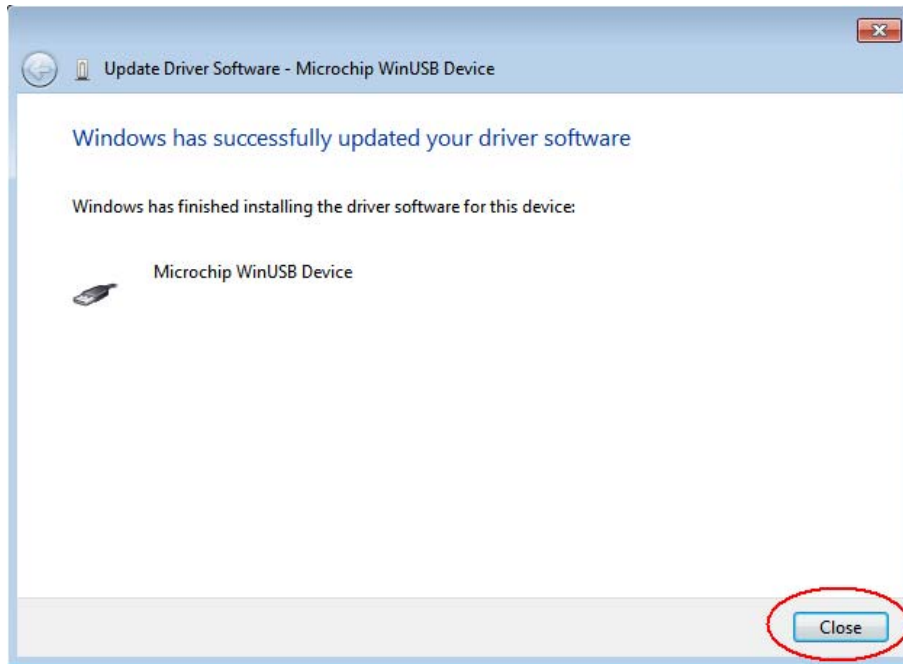 Update Driver Software - Microchip WinUSB Device
Windows has successfully updated your driver software
Windows has finished installing the driver software for this device:
Microchip WinUSB Device
Close